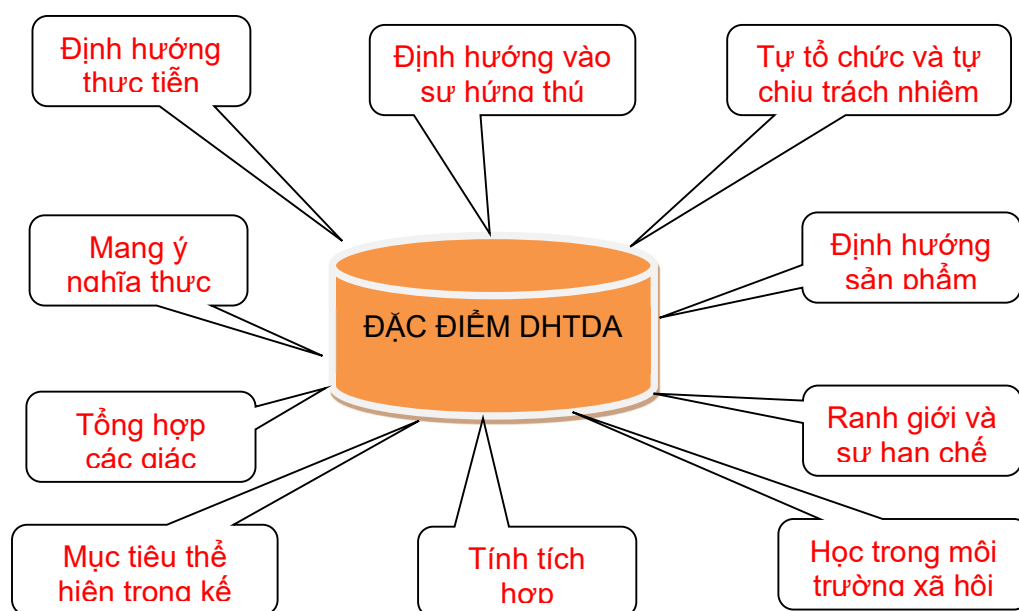 Định hướng
thực tiễn
Định hướng vào
sự hứng thú
Tự tổ chức và tự
chịu trách nhiệm
Mang ý
nghĩa thực
Định hướng
sản phẩm
ĐẶC ĐIỂM DHTDA
Tổng hợp
các giác
Ranh giới và
sự hạn chế
Mục tiêu thể
hiện trong kế
Tính tích
hợp
Học trong môi
trường xã hội